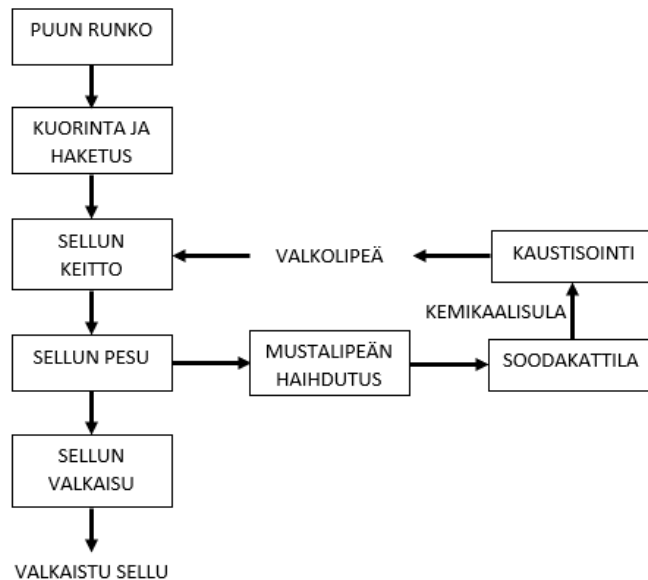 PUUN RUNKO
KUORINTA JA
HAKETUS
SELLUN
KEITTO
VALKOLIPEÄ
KAUSTISOINTI
KEMIKAALISULA
SELLUN PESU
MUSTALIPEÄN
HAIHDUTUS
SOODAKATTILA
SELLUN
VALKAISU
VALKAISTU SELLU